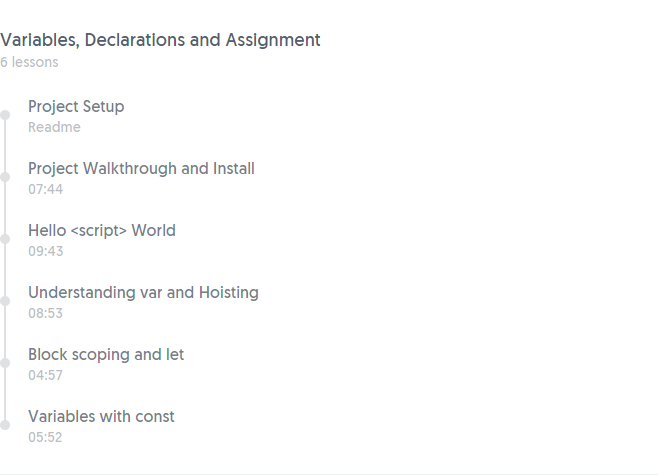 Variables, Declarations and Assignment
6 lessons
Project Setup
Readme
Project Walkthrough and Install
07:44
Hello <script> World
09:43
Understanding var and Hoisting
08:53
Block scoping and let
04:57
Variables with const
05:52